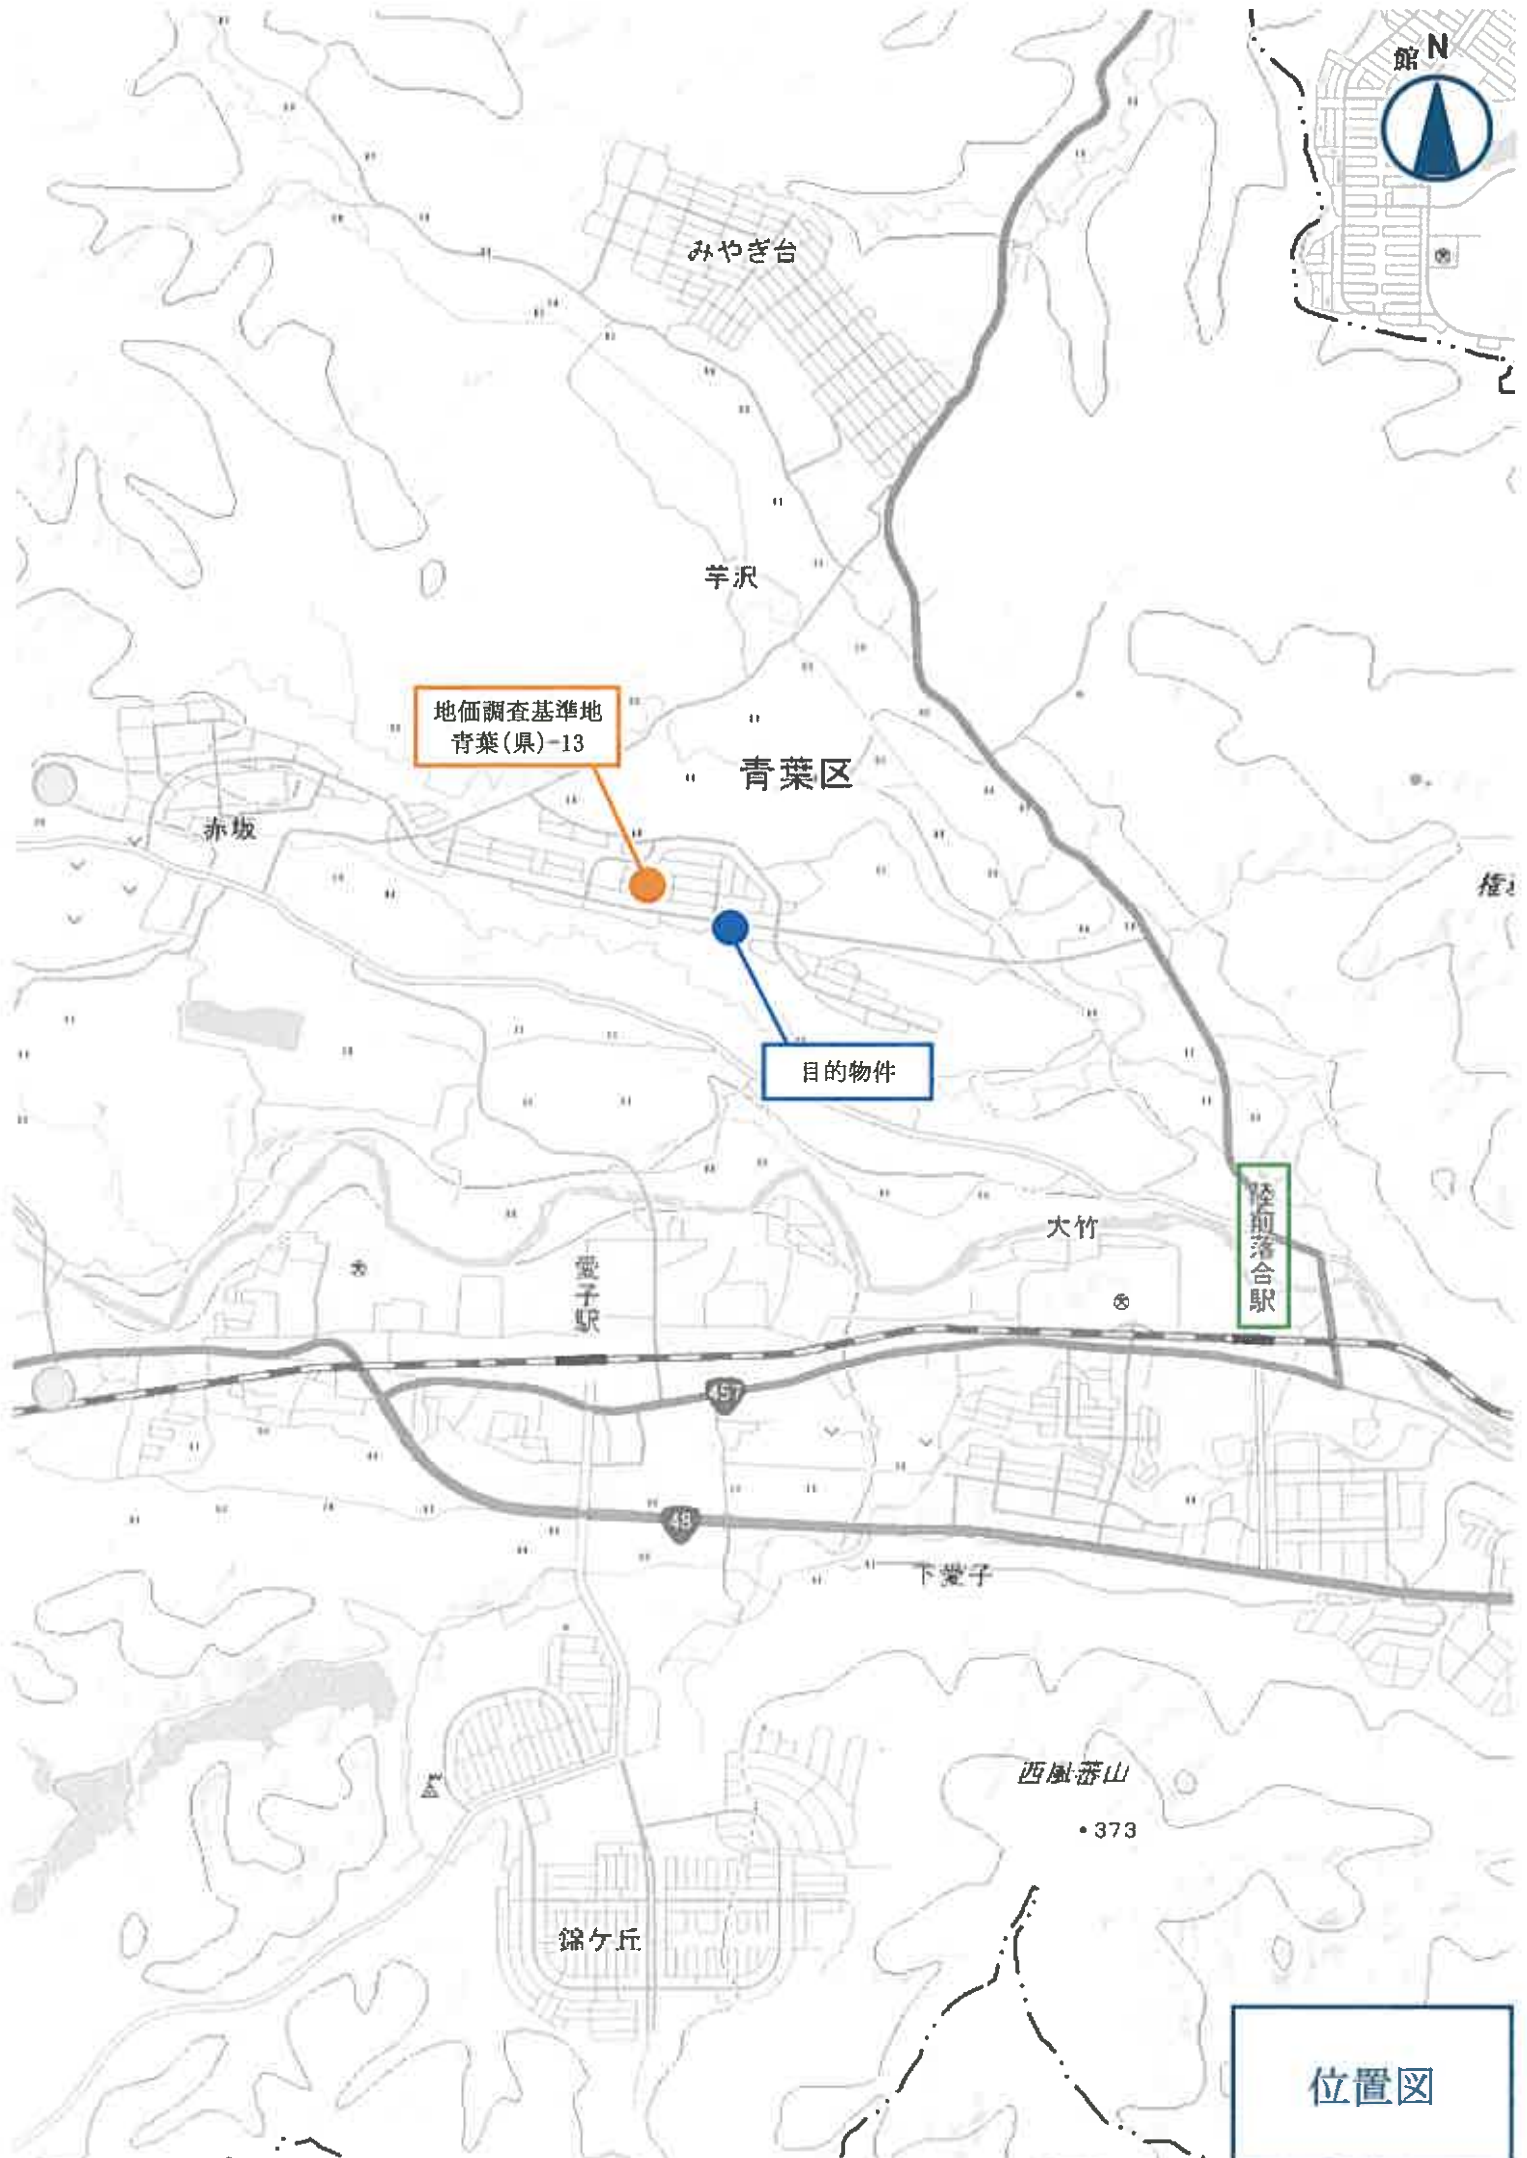 館 N
みやぎ台
芋沢
地価調査基準地
青葉(県)-13
青葉区
赤坂
権
目的物件
大竹
陸前落合駅
愛子駅
457
48
下愛子
西風蕃山
373
錦ケ丘
位置図